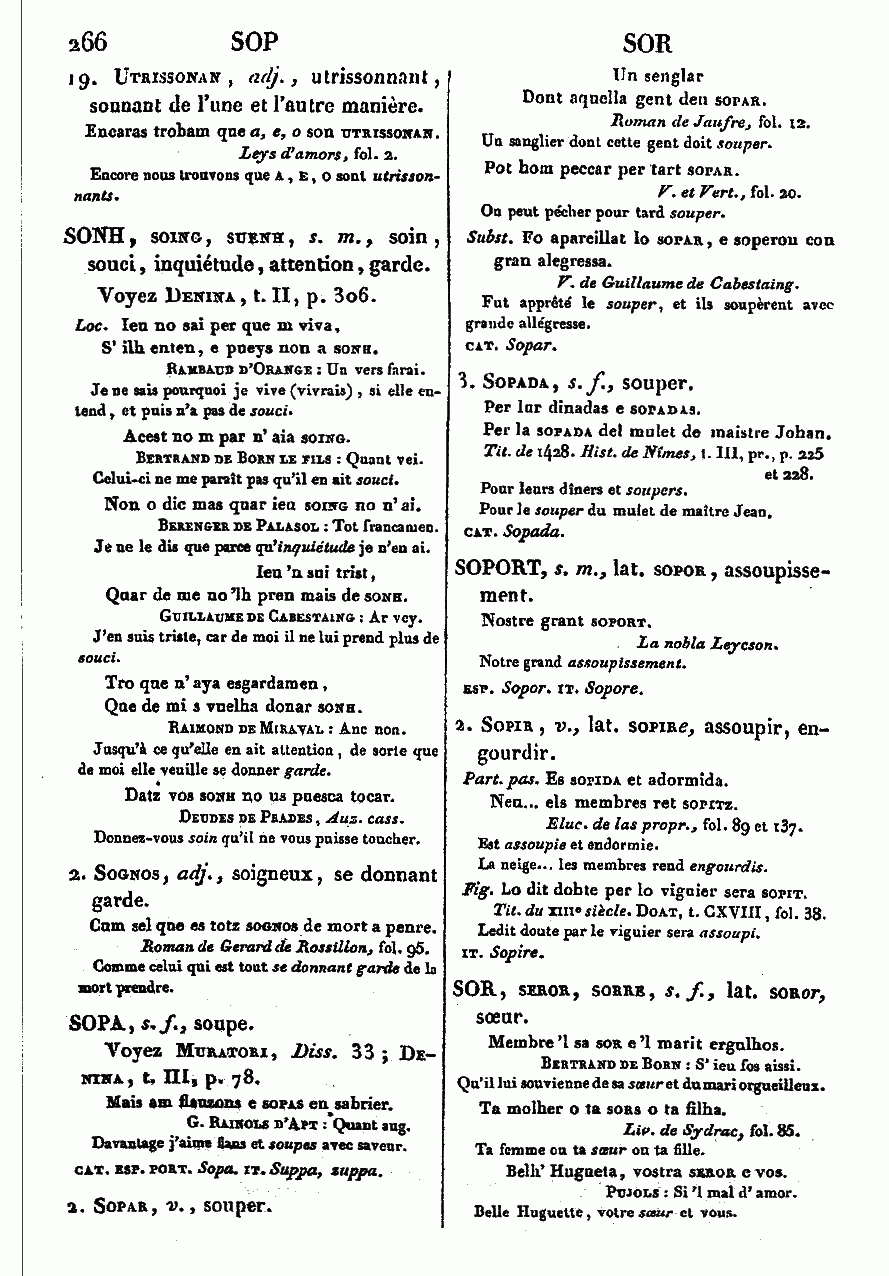 266 SOP SOR
19. Utrissonan, adj., utrissonnant,
sonnant de l'une et l'autre manière.
Encaras trobam que a, e, o son utrissonan.
Leys d'amors, fol. 2.
Encore nous trouvons que A, E, O sont utrisson-
nants.
SONH, soing, suenh, s. m., soin,
souci, inquiétude, attention, garde.
Voyez Denina, t. II, p. 306.
Loc. Ieu no sai per que m viva,
S' ilh enten, e pueys non a sonh.
Rambaud d'Orange : Un vers farai.
Je ne sais pourquoi je vive (vivrais), si elle en-
tend, et puis n'a pas de souci.
Acest no m par n' aia soing.
Bertrand de Born le fils : Quant vei.
Celui-ci ne me paraît pas qu'il en ait souci.
Non o dic mas quar ieu soing no n' ai.
Berenger de Palasol : Tot francamen.
Je ne le dis que parce qu'inquiétude je n'en ai.
Ieu 'n sui trist,
Quar de me no 'lh pren mais de sonh.
Guillaume de Cabestaing : Ar vey.
J'en suis triste, car de moi il ne lui prend plus de
souci.
Tro que n' aya esgardamen,
Que de mi s vuelha donar sonh.
Raimond de Miraval : Anc non.
Jusqu'à ce qu'elle en ait attention, de sorte que
de moi elle veuille se donner garde.
Datz vos sonh no us puesca tocar.
Deudes de Prades, Auz. cass.
Donnez-vous soin qu'il ne vous puisse toucher.
2. Sognos, adj., soigneux, se donnant
garde.
Cum sel que es totz sognos de mort a penre.
Roman de Gerard de Rossillon, fol. 95.
Comme celui qui est tout se donnant garde de la
mort prendre.
SOPA, s. f., soupe.
Voyez Muratori, Diss. 33 ; De-
nina, t. III, p. 78.
Mais am flauzons e sopas en sabrier.
G. Rainols d'Apt : Quant aug.
Davantage j'aime flans et soupes avec saveur.
cat. esp. port. Sopa. it. Suppa, zuppa.
2. Sopar, v., souper.
Un senglar
Dont aquella gent deu sopar.
Roman de Jaufre, fol. 12.
Un sanglier dont cette gent doit souper.
Pot hom peccar per tart sopar.
V. et Vert., fol. 20.
On peut pécher pour tard souper.
Subst. Fo apareillat lo sopar, e soperou con
gran alegressa.
V. de Guillaume de Cabestaing.
Fut apprêté le souper, et ils soupèrent avec
grande allégresse.
cat. Sopar.
3. Sopada, s. f., souper.
Per lur dinadas e sopadas.
Per la sopada del mulet de maistre Johan.
Tit. de 1428. Hist. de Nîmes, t. III, pr., p. 225
et 228.
Pour leurs dîners et soupers.
Pour le souper du mulet de maître Jean.
cat. Sopada.
SOPORT, s. m., lat. sopor, assoupisse-
ment.
Nostre grant soport.
La nobla Leycson.
Notre grand assoupissement.
esp. Sopor. it. Sopore.
2. Sopir, v., lat. sopire, assoupir, en-
gourdir.
Part. pas. Es sopida et adormida.
Neu... els membres ret sopitz.
Eluc. de las propr., fol. 89 et 137.
Est assoupie et endormie.
La neige... les membres rend engourdis.
Fig. Lo dit dobte per lo viguier sera sopit.
Tit. du XIIIe siècle. Doat, t. CXVIII, fol. 38.
Ledit doute par le viguier sera assoupi.
it. Sopire.
SOR, seror, sorre, s. f., lat. soror,
sœur.
Membre 'l sa sor e 'l marit ergulhos.
Bertrand de Born : S' ieu fos aissi.
Qu'il lui souvienne de sa sœur et du mari orgueilleux.
Ta molher o ta sors o ta filha.
Liv. de Sydrac, fol. 85.
Ta femme ou ta sœur ou ta fille.
Belh' Hugueta, vostra seror e vos.
Pujols : Si 'l mal d' amor.
Belle Huguette, votre sœur et vous.